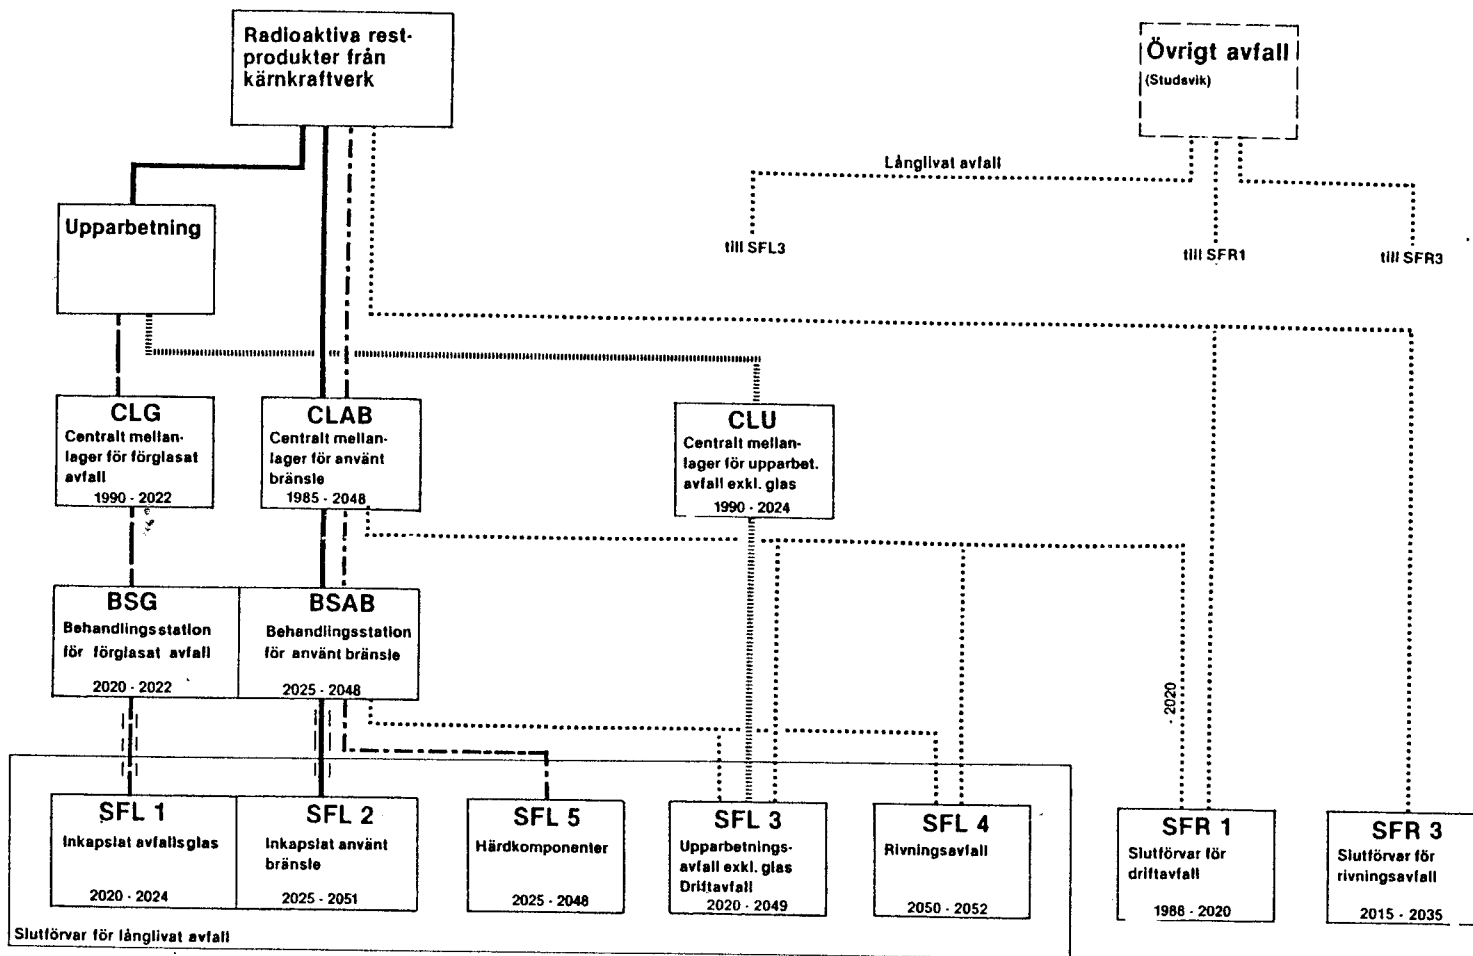 Radioaktiva rest-
produkter från
kärnkraftverk
Övrigt avfall
(Studsvik)
Långlivat avfall
Upparbetning
till SFL3
till SFR1
till SFR3
CLG
Centralt mellan-
lager för förglasat
avfall
1990 - 2022
CLAB
Centralt mellan-
lager för använt
bränsle
1985 - 2048
CLU
Centralt mellan-
lager för upparbet.
avfall exkl. glas
1990 - 2024
BSG
Behandlingsstation
för förglasat avfall
2020 - 2022
BSAB
Behandlingsstation
för använt bränsle
2025 - 2048
- 2020
SFL 1
Inkapslat avfallsglas
2020 - 2024
SFL 2
Inkapslat använt
bränsle
2025 - 2051
SFL 5
Härdkomponenter
2025 - 2048
SFL 3
Upparbetnings-
avfall exkl. glas
Driftavfall
2020 - 2049
SFL 4
Rivningsavfall
2050 - 2052
SFR 1
Slutförvar för
driftavfall
1988 - 2020
SFR 3
Slutförvar för
rivningsavfall
2015 - 2035
Slutförvar för långlivat avfall